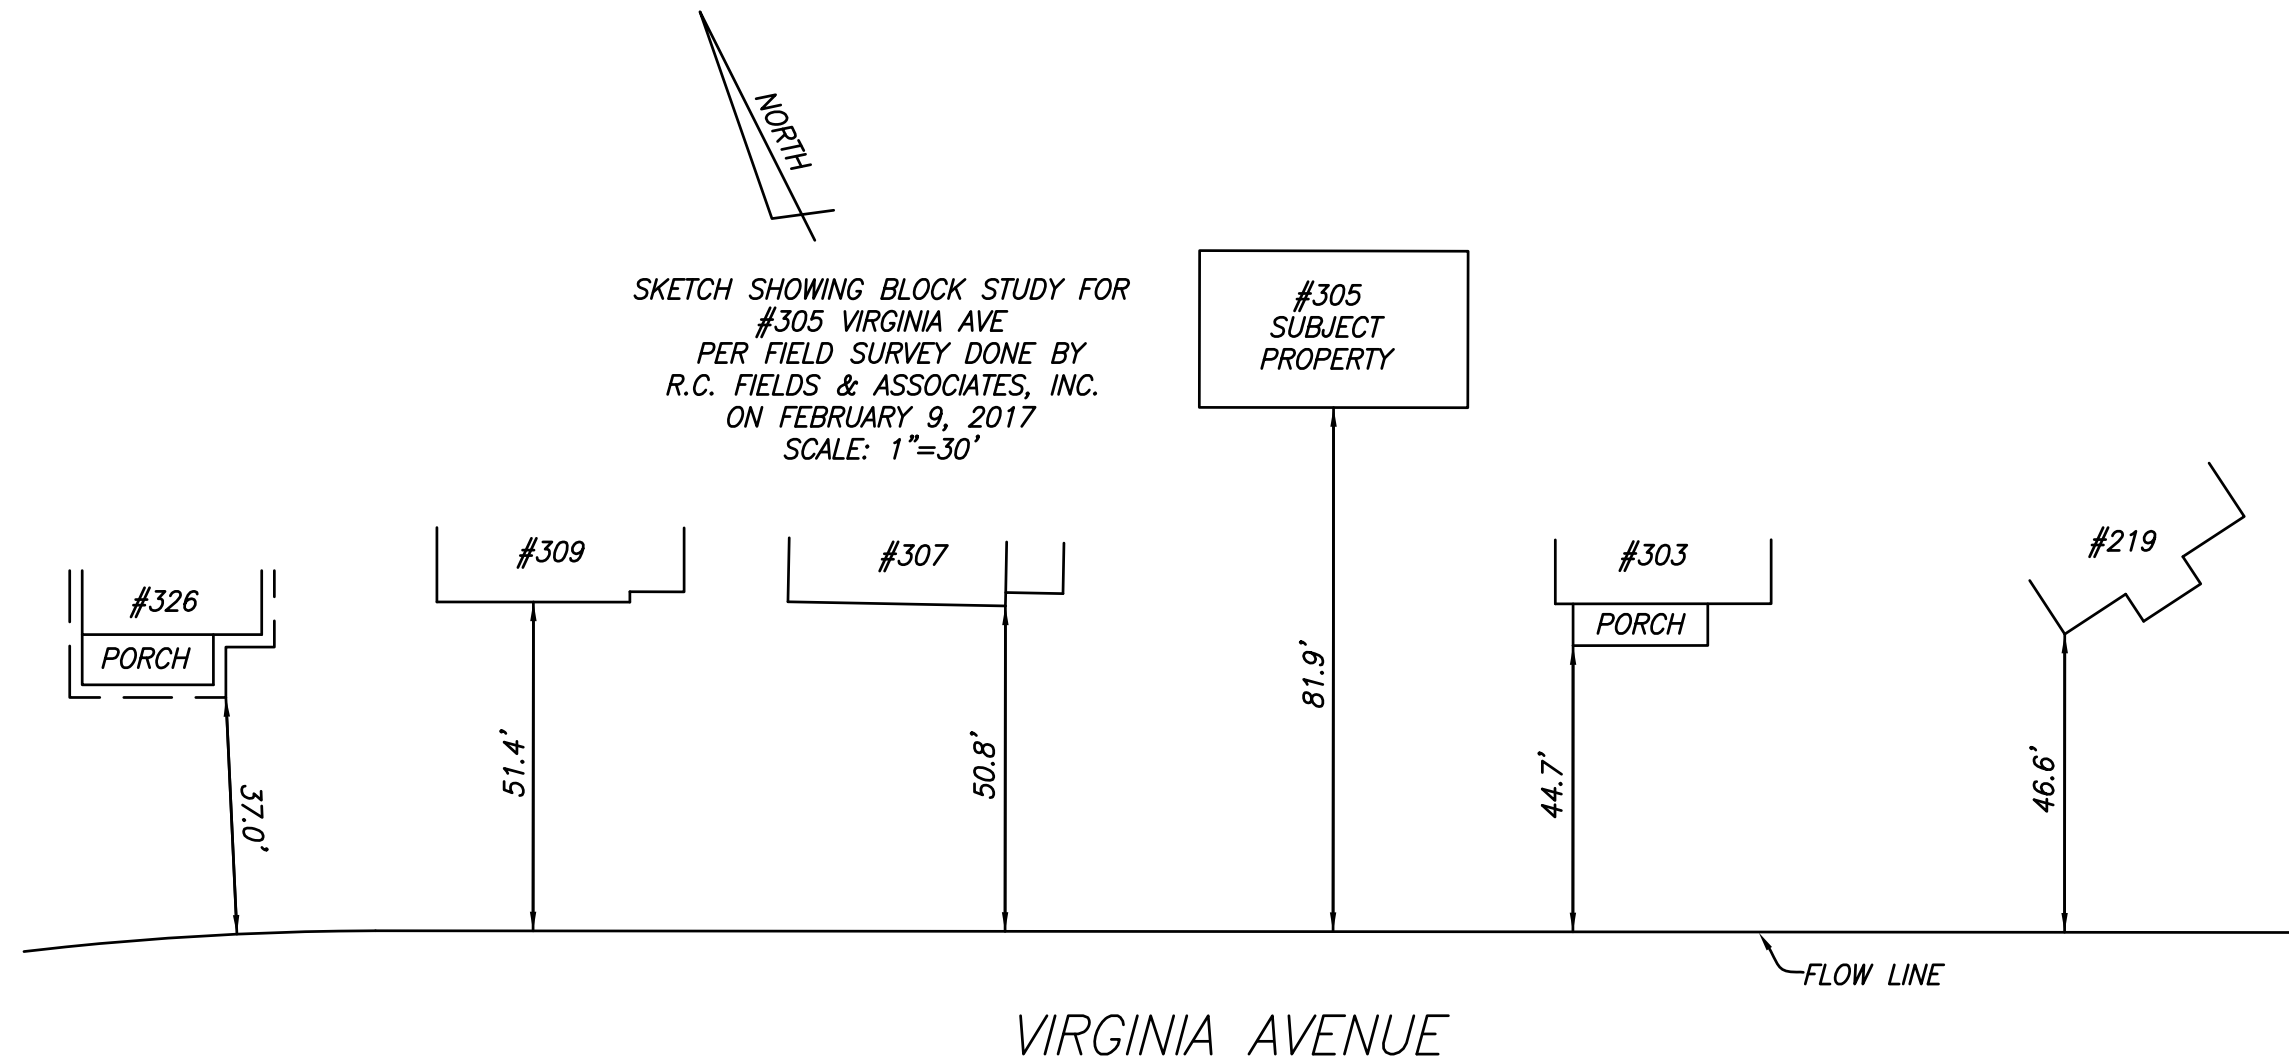 NORTH
SKETCH SHOWING BLOCK STUDY FOR
#305 VIRGINIA AVE
PER FIELD SURVEY DONE BY
R.C. FIELDS & ASSOCIATES, INC.
ON FEBRUARY 9, 2017
SCALE: 1"=30'
#305
SUBJECT
PROPERTY
#326
PORCH
#309
#307
#303
PORCH
#219
37.0'
51.4'
50.8'
81.9'
44.7'
46.6'
FLOW LINE
VIRGINIA AVENUE